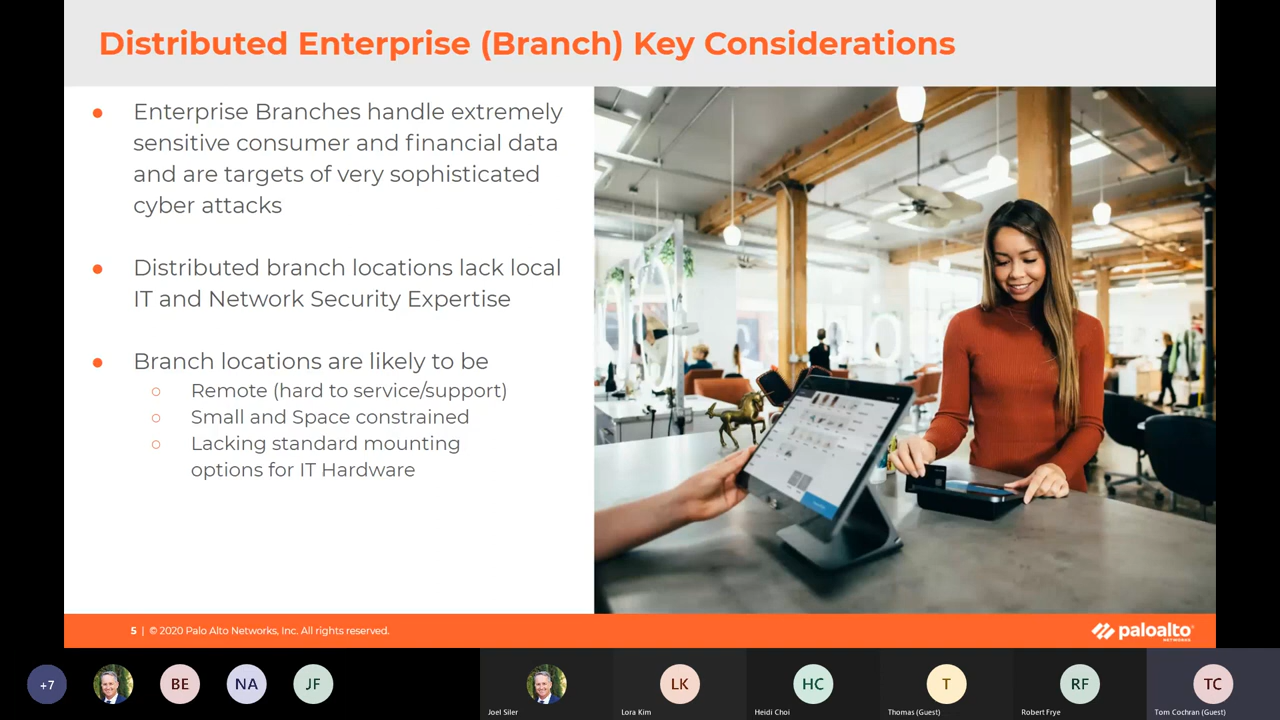 Distributed Enterprise (Branch) Key Considerations
● Enterprise Branches handle extremely
sensitive consumer and financial data
and are targets of very sophisticated
cyber attacks
● Distributed branch locations lack local
IT and Network Security Expertise
● Branch locations are likely to be
○ Remote (hard to service/support)
○ Small and Space constrained
○ Lacking standard mounting
options for IT Hardware
5 | © 2020 Palo Alto Networks, Inc. All rights reserved.
paloalto
NETWORKS
+7
BE
NA
JF
LK
HC
T
RF
TC
Joel Siler
Lora Kim
Heidi Choi
Thomas (Guest)
Robert Frye
Tom Cochran (Guest)